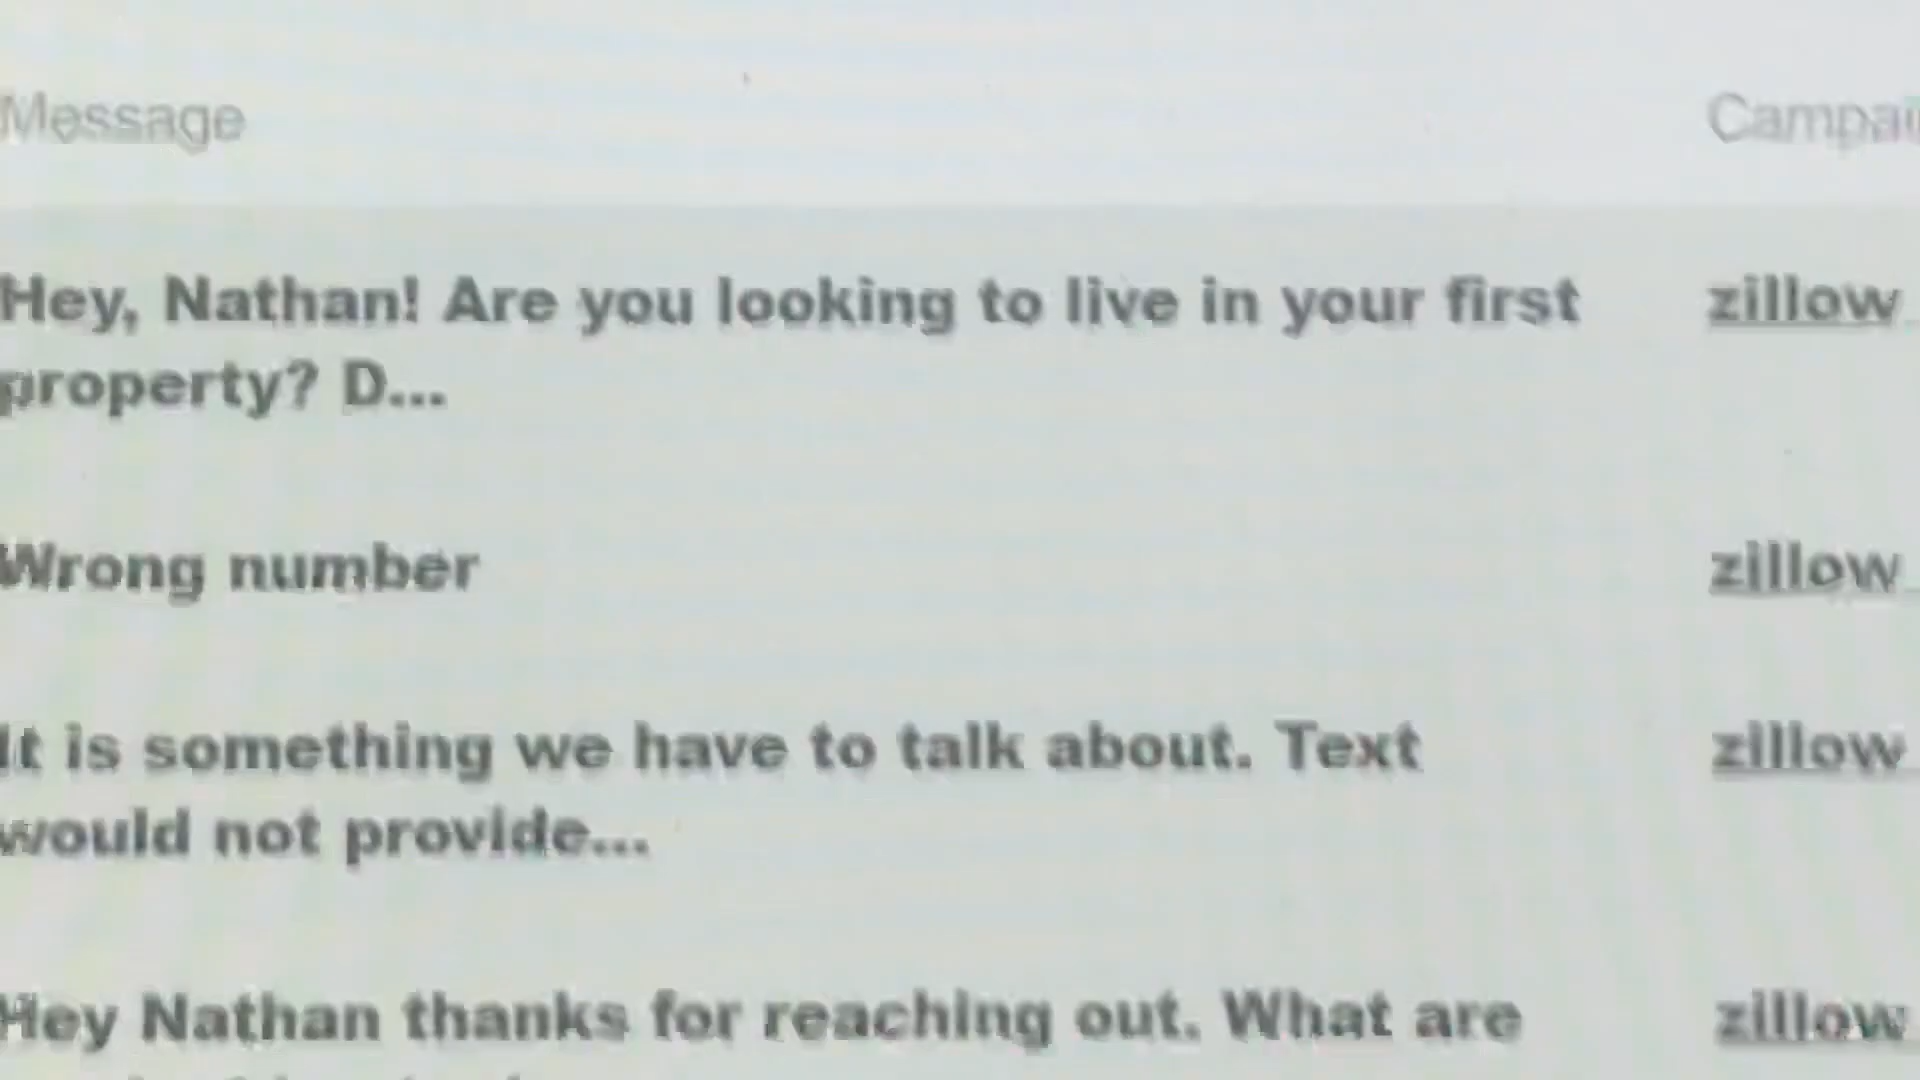 Message Campai
Hey, Nathan! Are you looking to live in your first zillow
property? D...
Wrong number zillow
It is something we have to talk about. Text zillow
would not provide...
Hey Nathan thanks for reaching out. What are zillow